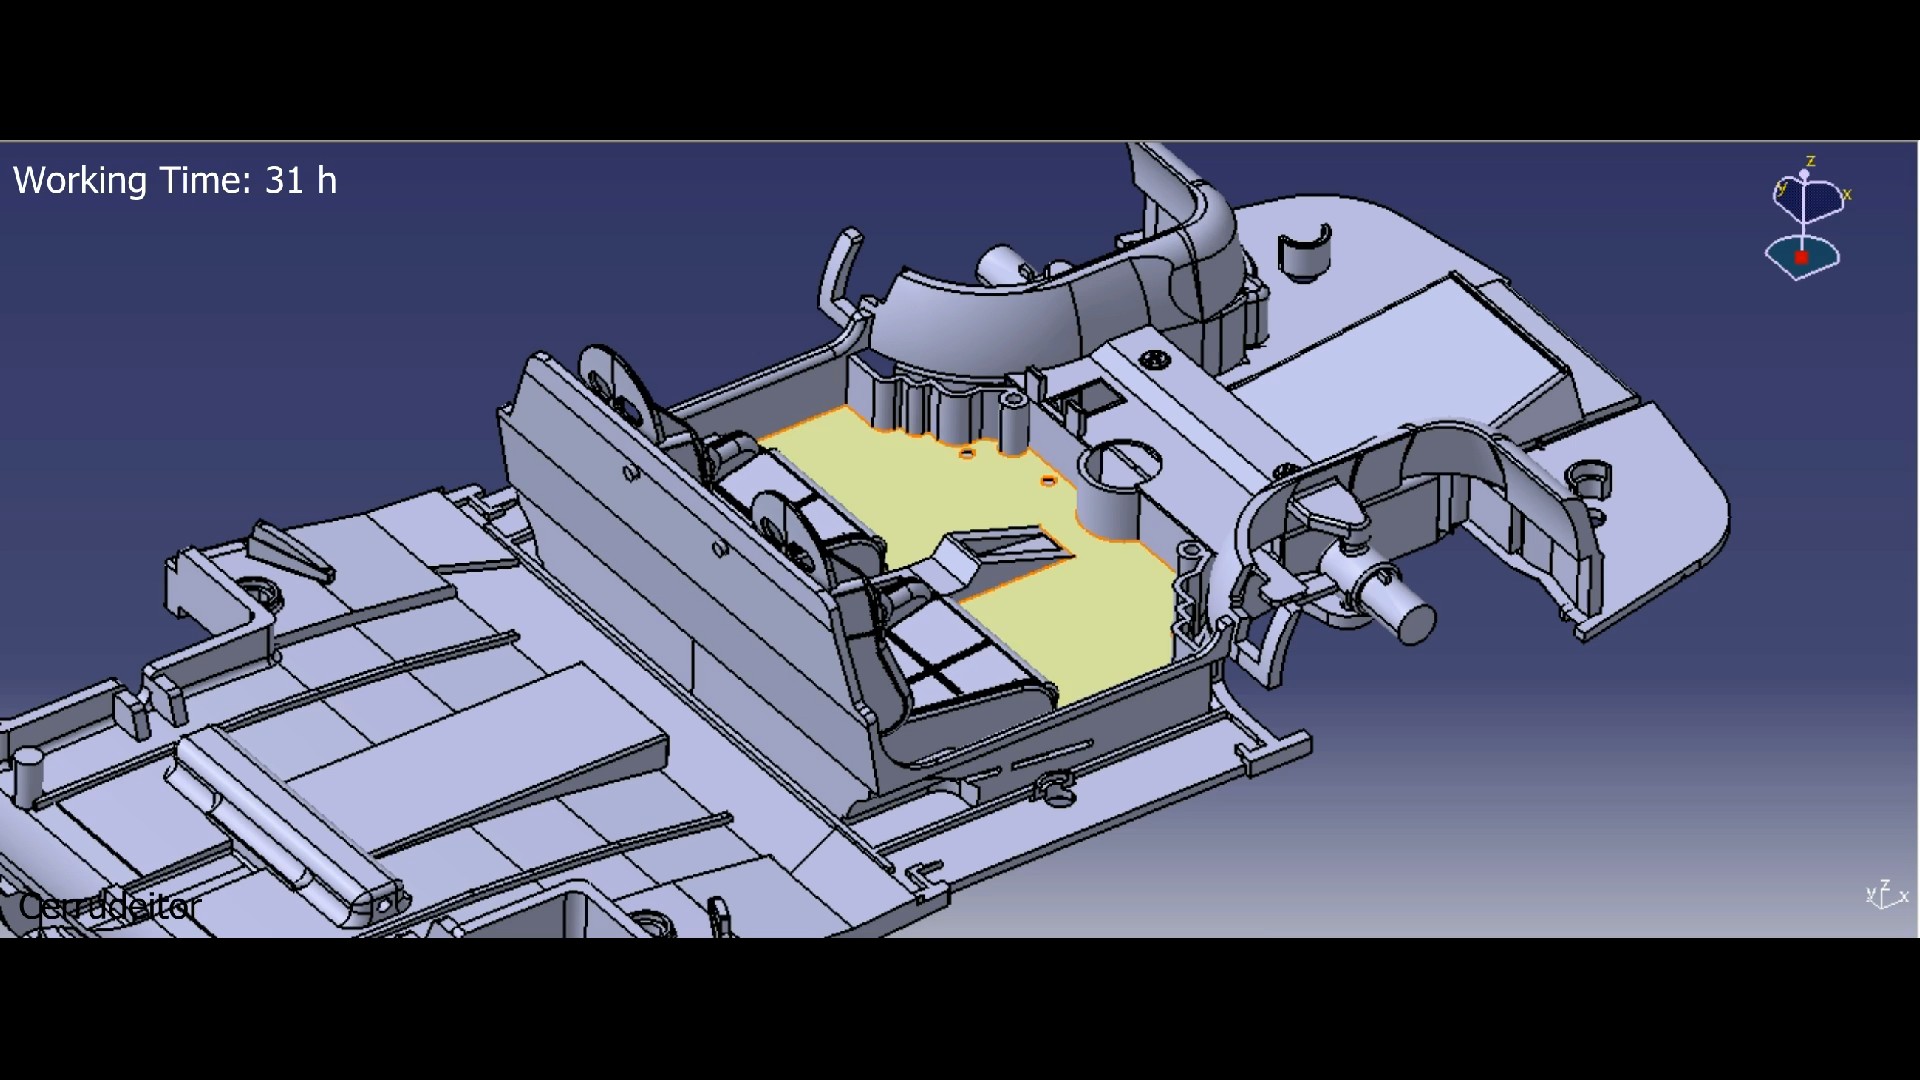 Working Time: 31 h
z
y x
Cerrudeitor
z
y x